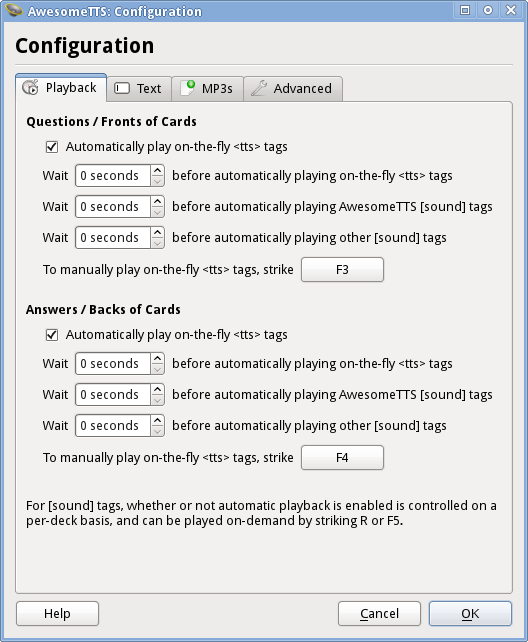 AwesomeTTS: Configuration
Configuration
Playback Text MP3s Advanced
Questions / Fronts of Cards
Automatically play on-the-fly <tts> tags
Wait 0 seconds before automatically playing on-the-fly <tts> tags
Wait 0 seconds before automatically playing AwesomeTTS [sound] tags
Wait 0 seconds before automatically playing other [sound] tags
To manually play on-the-fly <tts> tags, strike F3
Answers / Backs of Cards
Automatically play on-the-fly <tts> tags
Wait 0 seconds before automatically playing on-the-fly <tts> tags
Wait 0 seconds before automatically playing AwesomeTTS [sound] tags
Wait 0 seconds before automatically playing other [sound] tags
To manually play on-the-fly <tts> tags, strike F4
For [sound] tags, whether or not automatic playback is enabled is controlled on a
per-deck basis, and can be played on-demand by striking R or F5.
Help Cancel OK